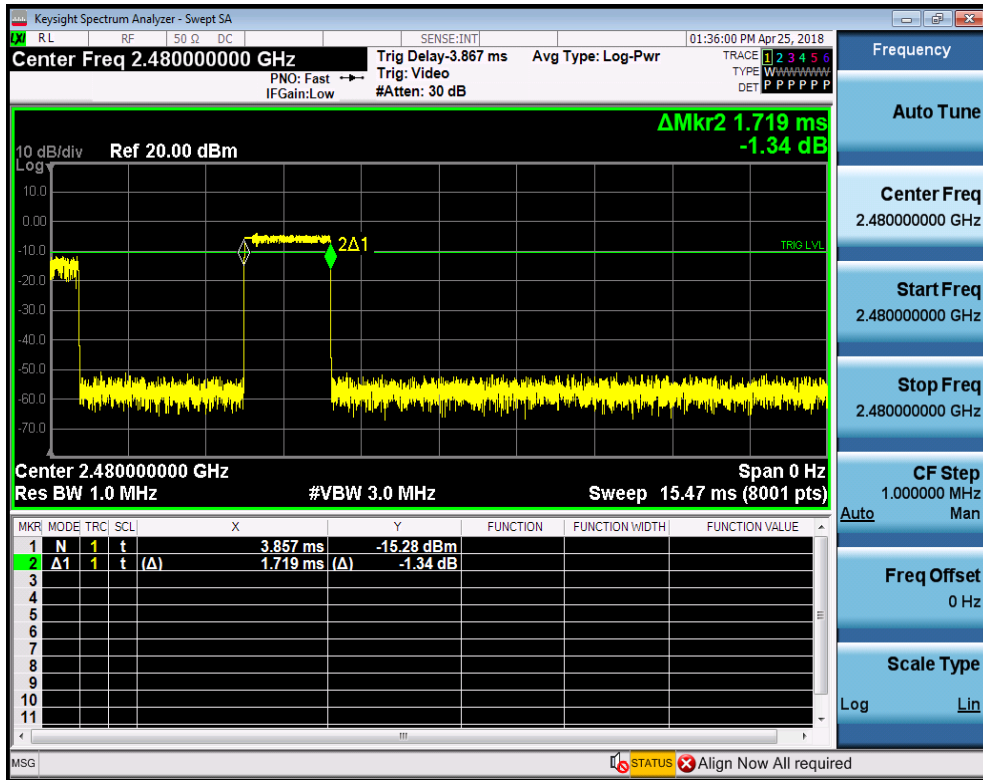 Keysight Spectrum Analyzer - Swept SA
LXI RL RF 50 Ω DC SENSE:INT 01:36:00 PM Apr 25, 2018
Center Freq 2.480000000 GHz
PNO: Fast
IFGain:Low
Trig Delay-3.867 ms
Trig: Video
#Atten: 30 dB
Avg Type: Log-Pwr
TRACE 1 2 3 4 5 6
TYPE WWWWWW
DET P P P P P P
ΔMkr2 1.719 ms
-1.34 dB
10 dB/div Ref 20.00 dBm
Log
10.0
0.00
-10.0
-20.0
-30.0
-40.0
-50.0
-60.0
-70.0
2Δ1
TRIG LVL
Center 2.480000000 GHz Span 0 Hz
Res BW 1.0 MHz #VBW 3.0 MHz Sweep 15.47 ms (8001 pts)
MKR MODE TRC SCL X Y FUNCTION FUNCTION WIDTH FUNCTION VALUE
1 N 1 t 3.857 ms -15.28 dBm
2 Δ1 1 t (Δ) 1.719 ms (Δ) -1.34 dB
3
4
5
6
7
8
9
10
11
MSG STATUS Align Now All required
Frequency
Auto Tune
Center Freq
2.480000000 GHz
Start Freq
2.480000000 GHz
Stop Freq
2.480000000 GHz
CF Step
1.000000 MHz
Auto Man
Freq Offset
0 Hz
Scale Type
Log Lin